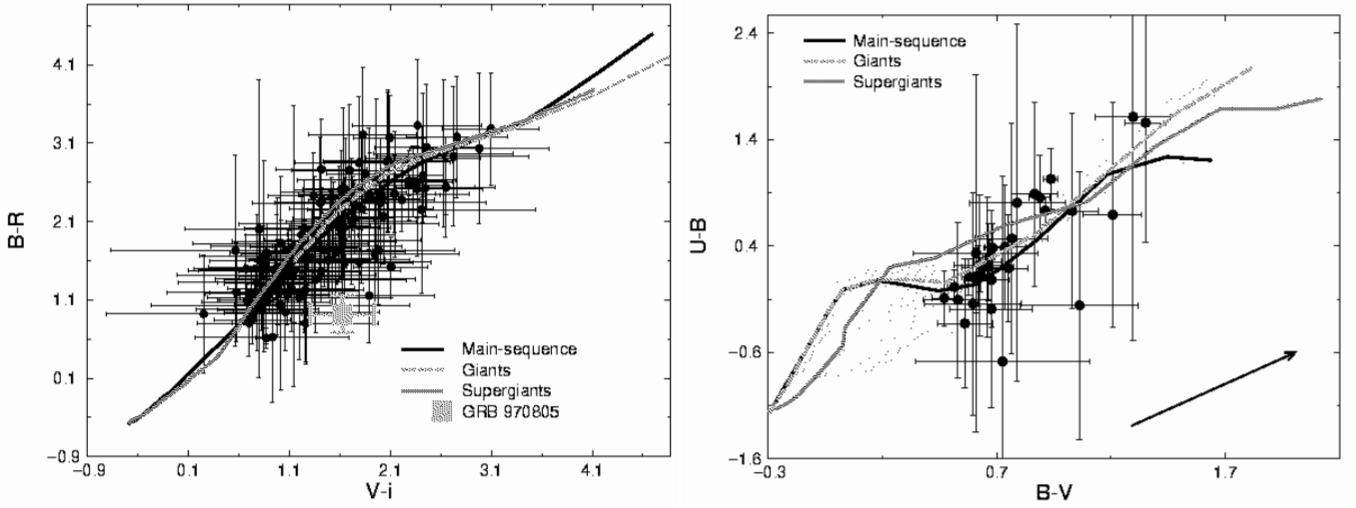 4.1
3.1
2.1
1.1
0.1
−0.9
B-R
−0.9
0.1
1.1
2.1
3.1
4.1
V-i
Main-sequence
Giants
Supergiants
GRB 970805
2.4
1.4
0.4
−0.6
−1.6
U-B
−0.3
0.7
1.7
B-V
Main-sequence
Giants
Supergiants